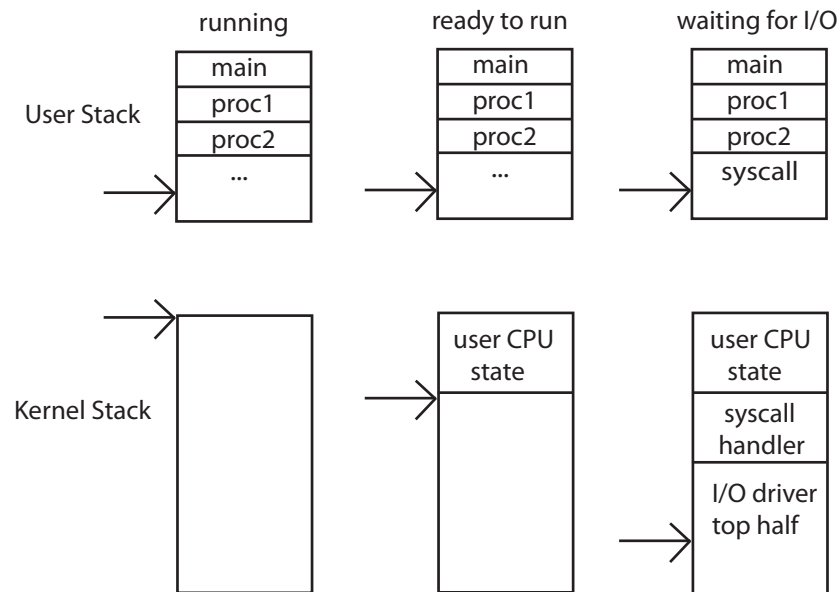 running
ready to run
waiting for I/O
User Stack
main
proc1
proc2
...
main
proc1
proc2
...
main
proc1
proc2
syscall
Kernel Stack
user CPU
state
user CPU
state
syscall
handler
I/O driver
top half